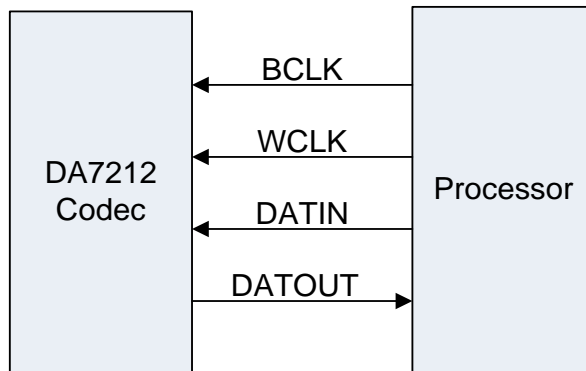 DA7212
Codec
BCLK
WCLK
DATIN
DATOUT
Processor